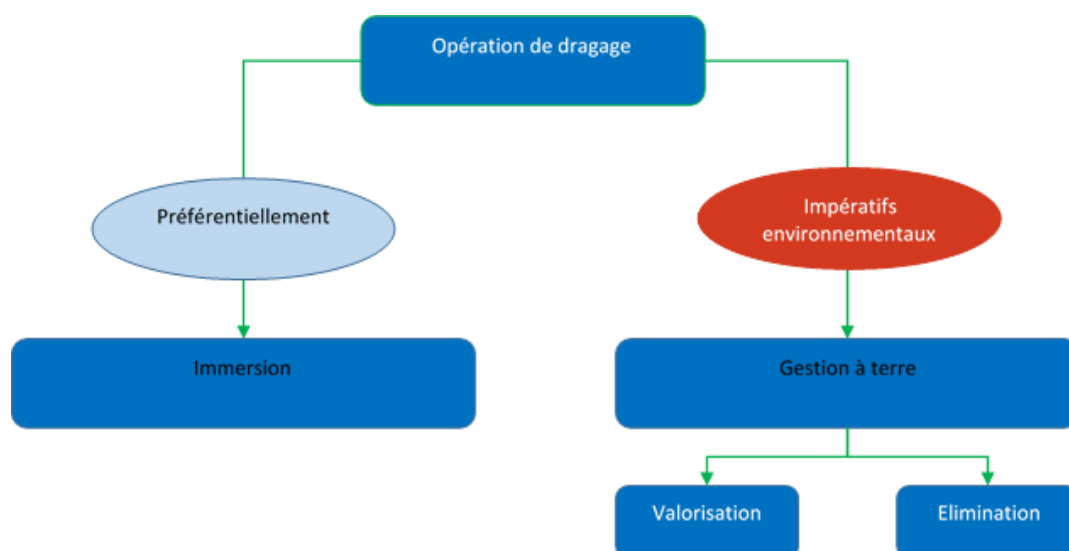 Opération de dragage
Préférentiellement
Impératifs
environnementaux
Immersion
Gestion à terre
Valorisation
Elimination